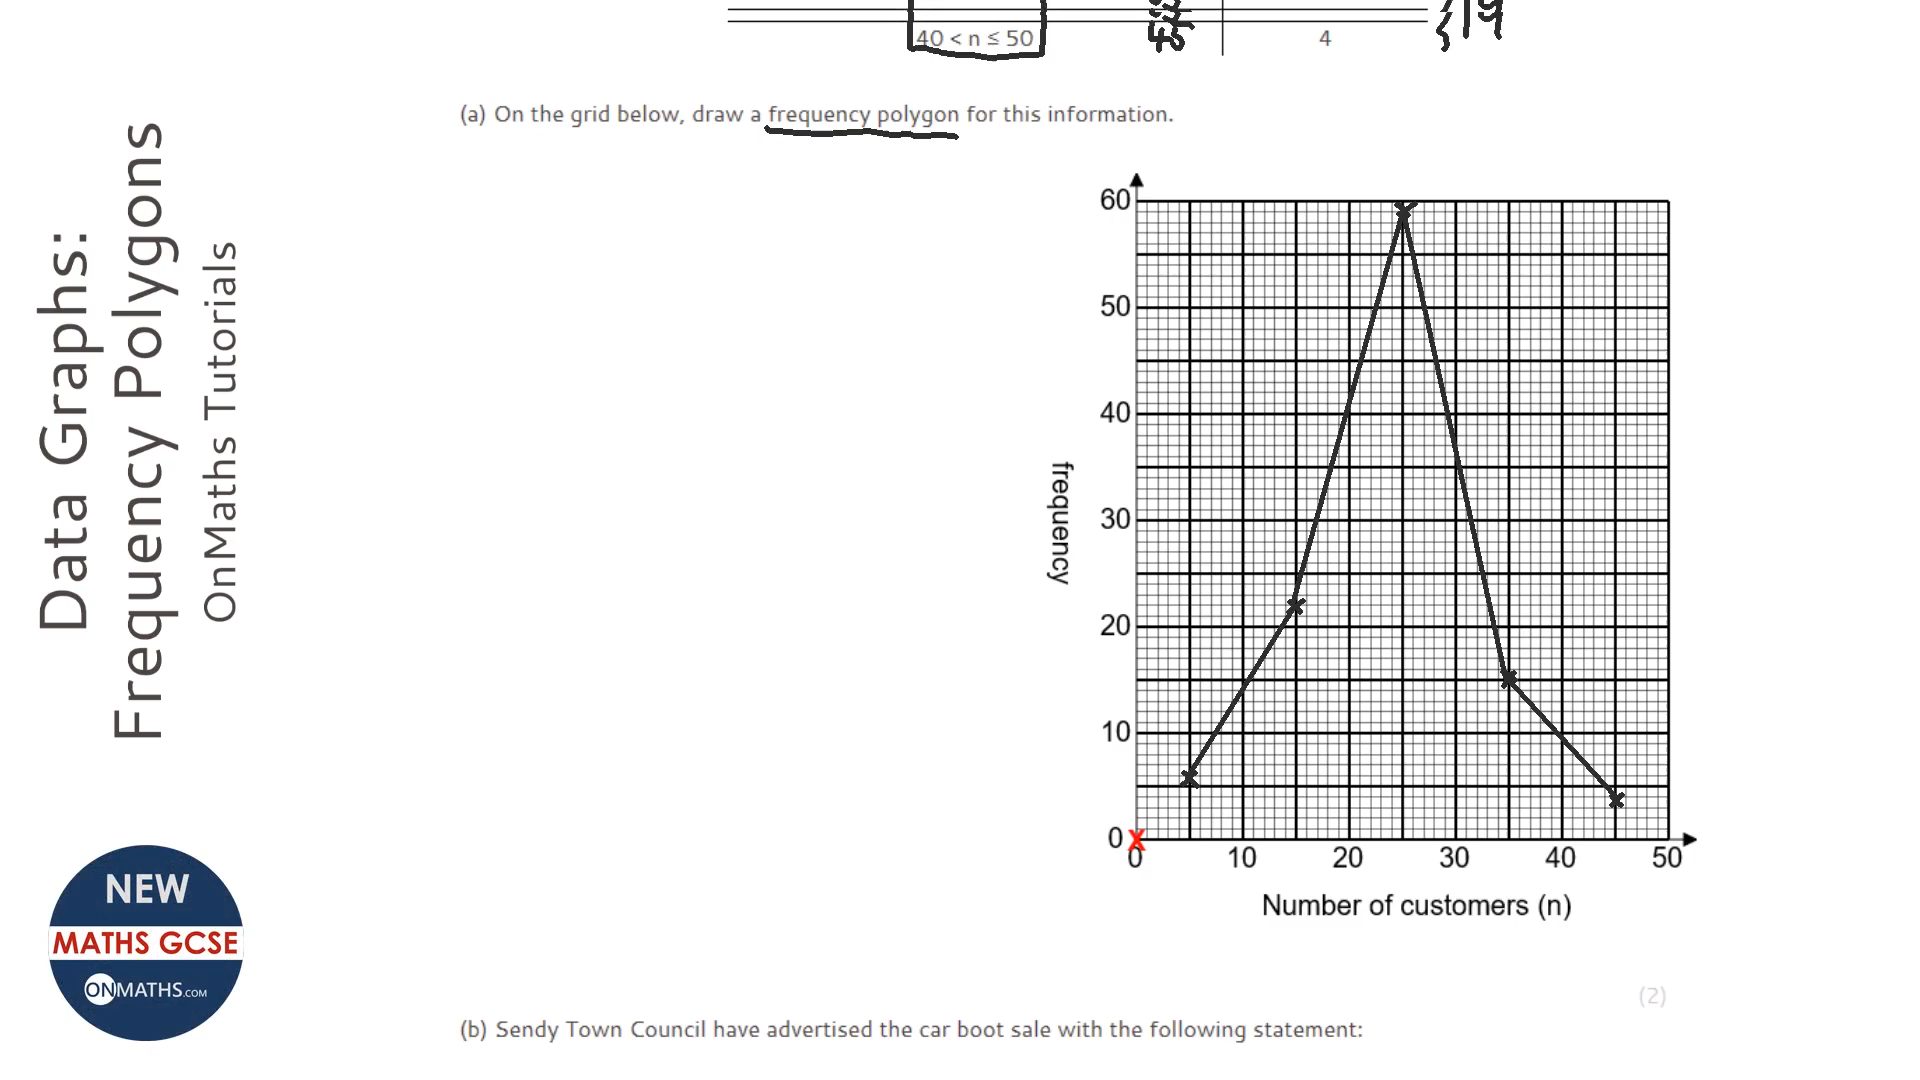 40 < n ≤ 50
4
19
(a) On the grid below, draw a frequency polygon for this information.
Data Graphs:
Frequency Polygons
OnMaths Tutorials
60
50
40
30
20
10
0
frequency
0 10 20 30 40 50
Number of customers (n)
NEW
MATHS GCSE
ONMATHS.COM
(2)
(b) Sendy Town Council have advertised the car boot sale with the following statement: